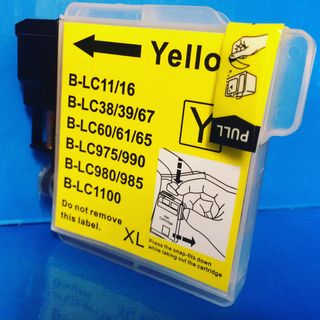 Yello
B-LC11/16
B-LC38/39/67
B-LC60/61/65
B-LC975/990
B-LC980/985
B-LC1100
Y
PULL
Do not remove
this label.
XL
Press the snap-fits down
while taking out the cartridge